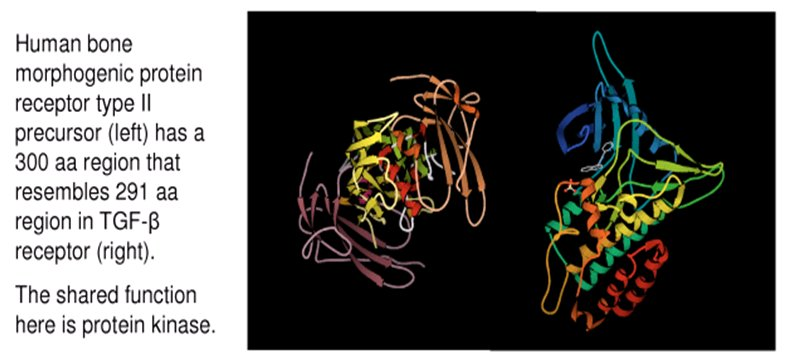 Human bone
morphogenic protein
receptor type II
precursor (left) has a
300 aa region that
resembles 291 aa
region in TGF-β
receptor (right).
The shared function
here is protein kinase.